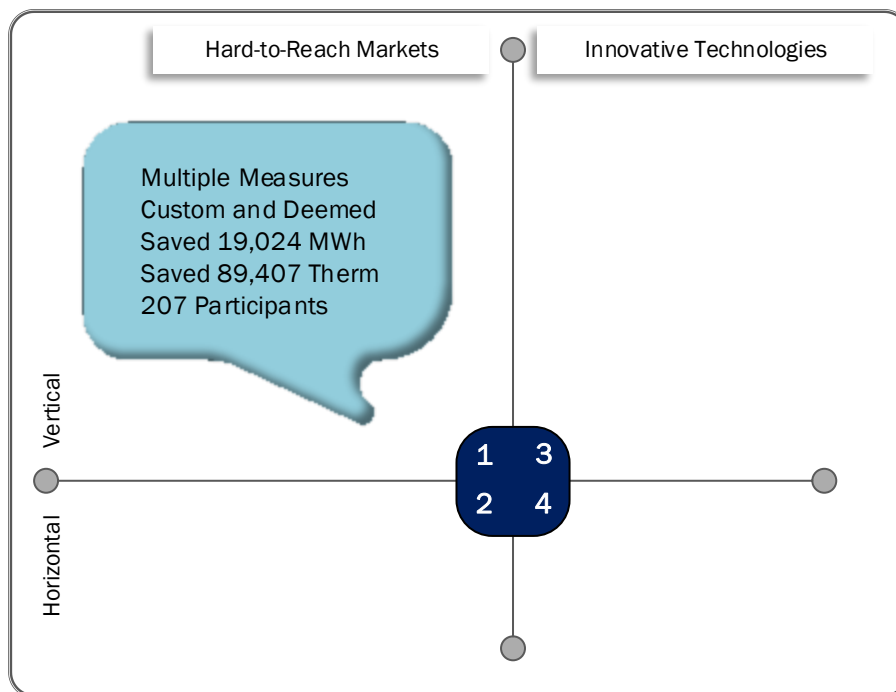 Hard-to-Reach Markets
Innovative Technologies
Multiple Measures
Custom and Deemed
Saved 19,024 MWh
Saved 89,407 Therm
207 Participants
Vertical
Horizontal
1 3
2 4